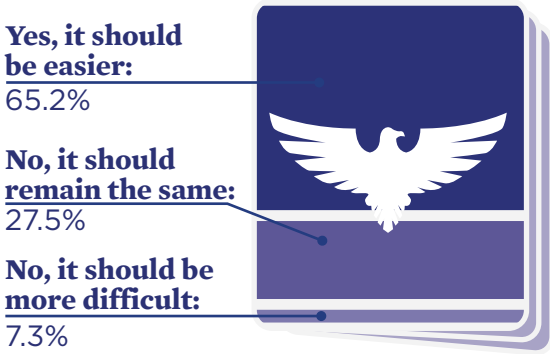 Yes, it should
be easier:
65.2%
No, it should
remain the same:
27.5%
No, it should be
more difficult:
7.3%